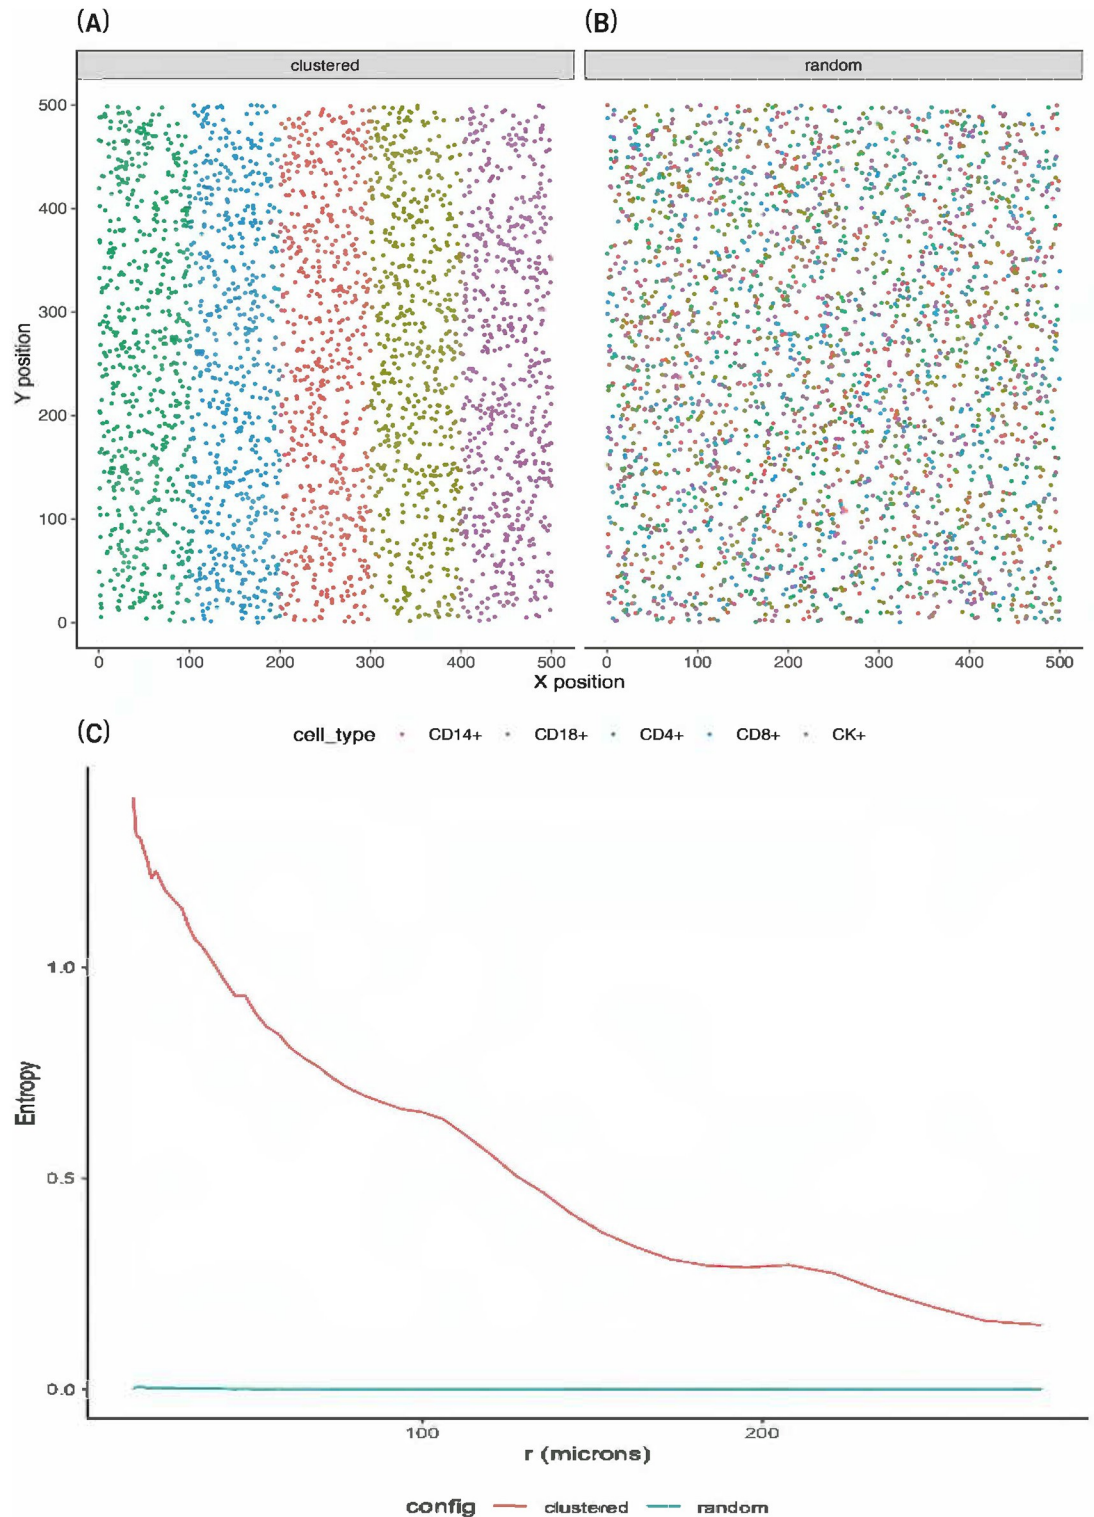 (A)
(B)
clustered
random
500
400
300
200
100
0
Y position
0 100 200 300 400 500
0 100 200 300 400 500
X position
cell_type CD14+ CD18+ CD4+ CD8+ CK+
(C)
1.0
0.5
0.0
Entropy
100 200
r (microns)
config clustered random